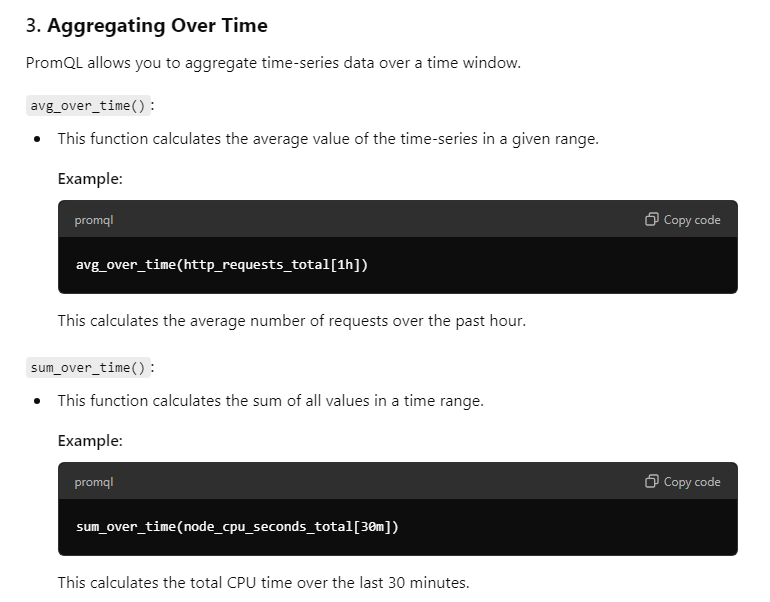 3. Aggregating Over Time
PromQL allows you to aggregate time-series data over a time window.
avg_over_time():
• This function calculates the average value of the time-series in a given range.
Example:
promql
Copy code
avg_over_time(http_requests_total[1h])
This calculates the average number of requests over the past hour.
sum_over_time():
• This function calculates the sum of all values in a time range.
Example:
promql
Copy code
sum_over_time(node_cpu_seconds_total[30m])
This calculates the total CPU time over the last 30 minutes.